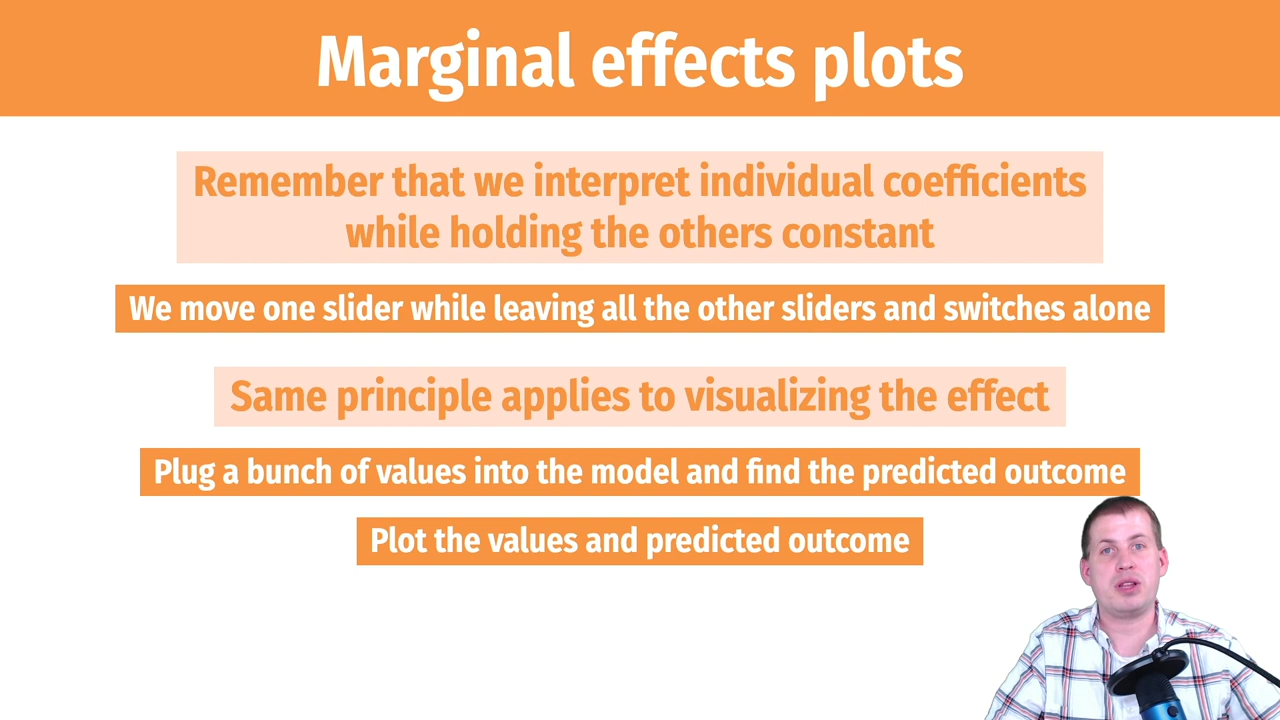 Marginal effects plots
Remember that we interpret individual coefficients
while holding the others constant
We move one slider while leaving all the other sliders and switches alone
Same principle applies to visualizing the effect
Plug a bunch of values into the model and find the predicted outcome
Plot the values and predicted outcome